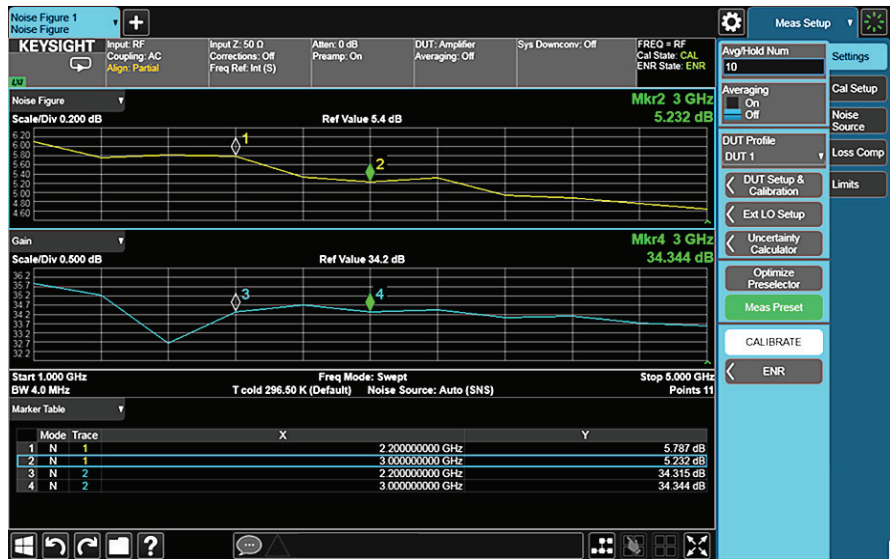 Noise Figure 1
Noise Figure
Meas Setup
KEYSIGHT
LXI
Input: RF
Coupling: AC
Align: Partial
Input Z: 50 Ω
Corrections: Off
Freq Ref: Int (S)
Atten: 0 dB
Preamp: On
DUT: Amplifier
Averaging: Off
Sys Downconv: Off
FREQ = RF
Cal State: CAL
ENR State: ENR
Noise Figure
Mkr2 3 GHz
Scale/Div 0.200 dB
Ref Value 5.4 dB
5.232 dB
6.20
6.00
5.80
5.60
5.40
5.20
5.00
4.80
4.60
1
2
Gain
Mkr4 3 GHz
Scale/Div 0.500 dB
Ref Value 34.2 dB
34.344 dB
36.2
35.7
35.2
34.7
34.2
33.7
33.2
32.7
32.2
3
4
Start 1.000 GHz
Freq Mode: Swept
Stop 5.000 GHz
BW 4.0 MHz
T cold 296.50 K (Default) Noise Source: Auto (SNS)
Points 11
Marker Table
Mode Trace X Y
1 N 1 2.200000000 GHz 5.787 dB
2 N 1 3.000000000 GHz 5.232 dB
3 N 2 2.200000000 GHz 34.315 dB
4 N 2 3.000000000 GHz 34.344 dB
?
Avg/Hold Num
10
Averaging
On
Off
DUT Profile
DUT 1
DUT Setup &
Calibration
Ext LO Setup
Uncertainty
Calculator
Optimize
Preselector
Meas Preset
CALIBRATE
ENR
Settings
Cal Setup
Noise
Source
Loss Comp
Limits